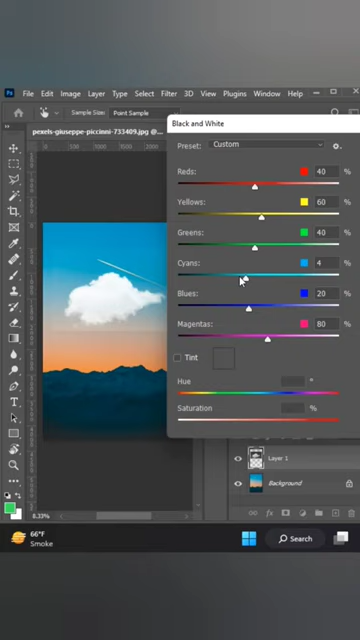 Ps File Edit Image Layer Type Select Filter 3D View Plugins Window Help
Sample Size: Point Sample
pexels-giuseppe-piccinni-733409.jpg @...
Black and White
Preset: Custom
Reds: 40 %
Yellows: 60 %
Greens: 40 %
Cyans: 4 %
Blues: 20 %
Magentas: 80 %
Tint
Hue °
Saturation %
Layer 1
Background
8.33%
66°F
Smoke
Search